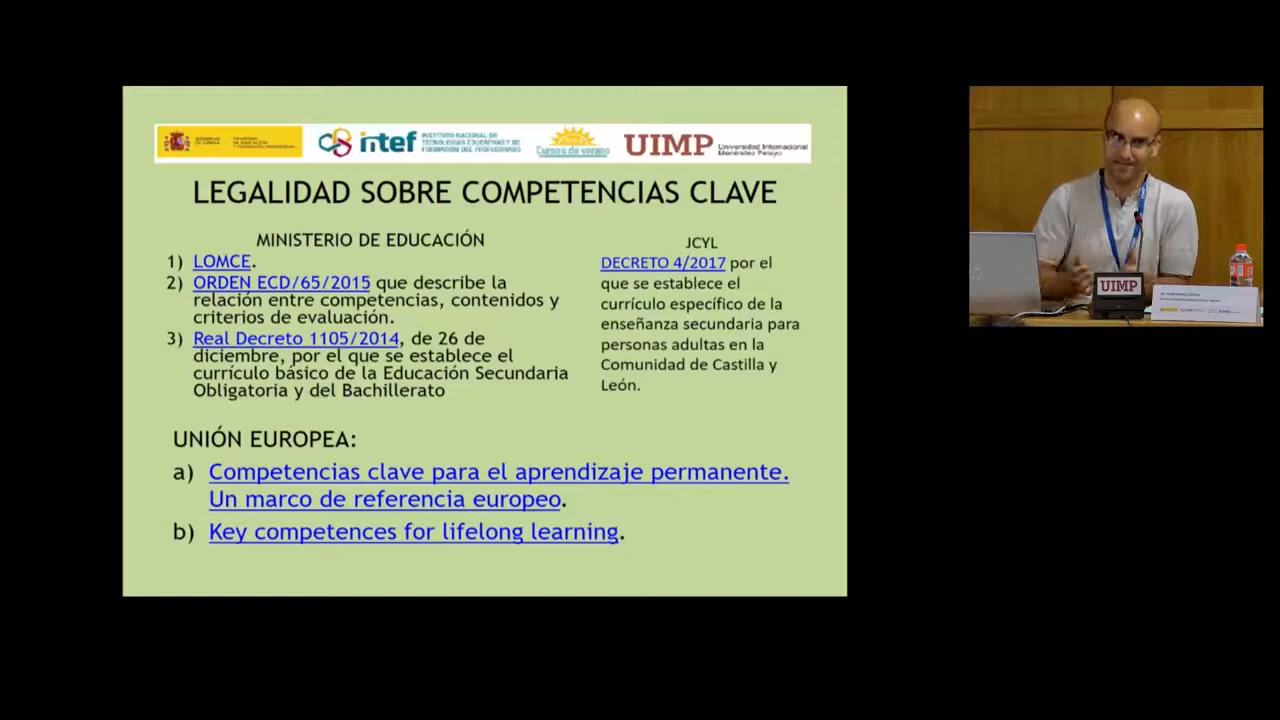 GOBIERNO DE ESPAÑA
intef
INSTITUTO NACIONAL DE
TECNOLOGÍAS EDUCATIVAS Y DE
FORMACIÓN DEL PROFESORADO
Cursos de verano
UIMP
Universidad Internacional
Menéndez Pelayo
LEGALIDAD SOBRE COMPETENCIAS CLAVE
MINISTERIO DE EDUCACIÓN
1) LOMCE.
2) ORDEN ECD/65/2015 que describe la
relación entre competencias, contenidos y
criterios de evaluación.
3) Real Decreto 1105/2014, de 26 de
diciembre, por el que se establece el
currículo básico de la Educación Secundaria
Obligatoria y del Bachillerato
JCYL
DECRETO 4/2017 por el
que se establece el
currículo específico de la
enseñanza secundaria para
personas adultas en la
Comunidad de Castilla y
León.
UNIÓN EUROPEA:
a) Competencias clave para el aprendizaje permanente.
Un marco de referencia europeo.
b) Key competences for lifelong learning.
UIMP